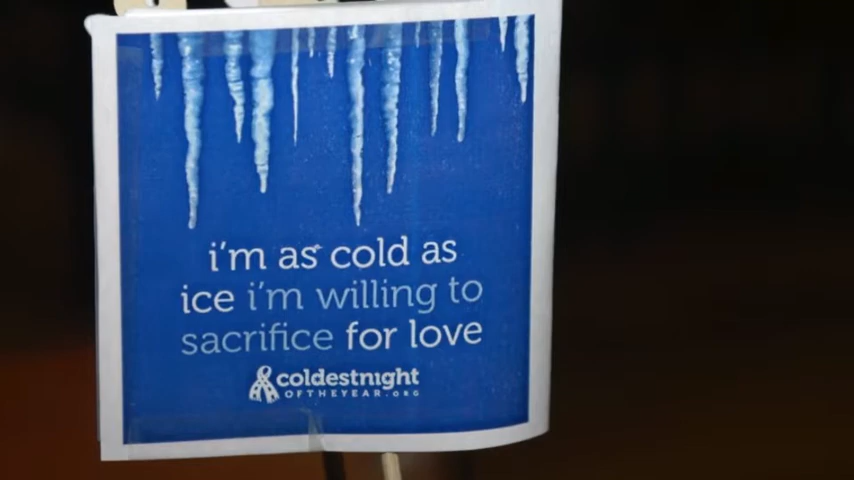 i'm as cold as
ice i'm willing to
sacrifice for love
coldestnight
OFTHEYEAR.ORG